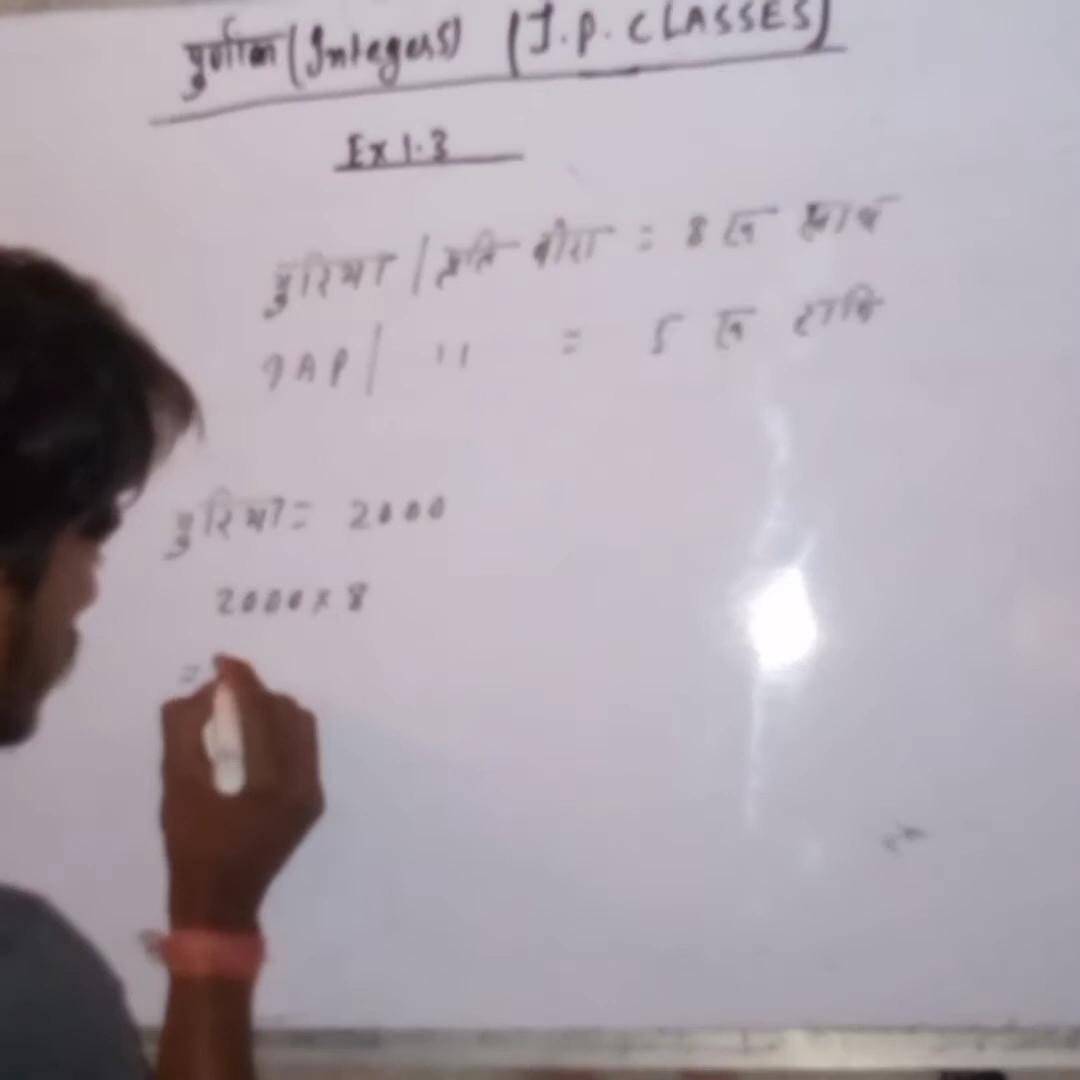 पुर्णांक (Integers) (J.P. CLASSES)
Ex 1.3
युरिया / प्रति बोरा = 8 रु लाभ
DAP / " = 5 रु हानि
युरिया = 2000
2000 × 8
=